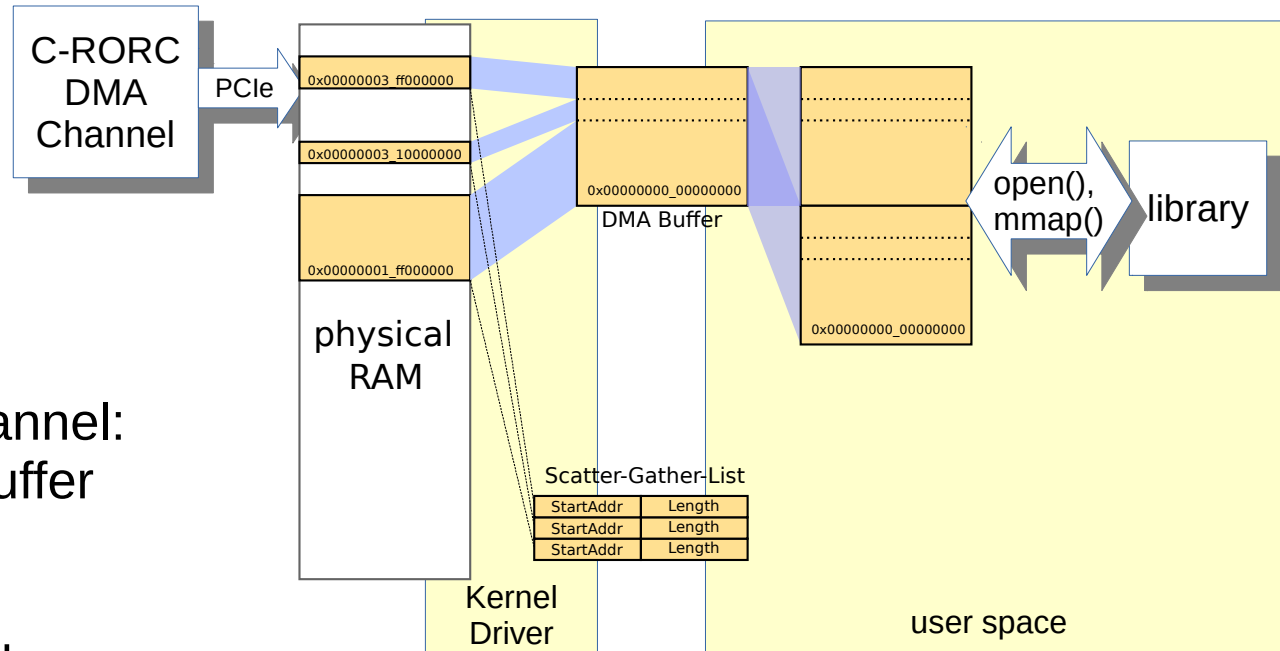 C-RORC
DMA
Channel
PCIe
0x00000003_ff000000
0x00000003_10000000
0x00000001_ff000000
physical
RAM
0x00000000_00000000
DMA Buffer
0x00000000_00000000
open(),
mmap()
library
annel:
uffer
Scatter-Gather-List
StartAddr Length
StartAddr Length
StartAddr Length
Kernel
Driver
user space